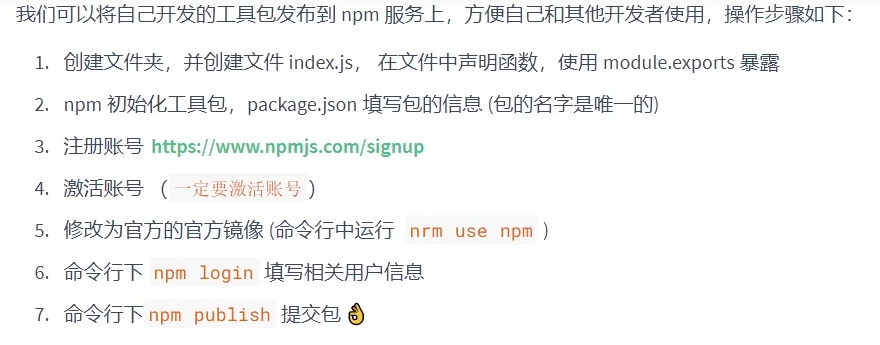 我们可以将自己开发的工具包发布到 npm 服务上，方便自己和其他开发者使用，操作步骤如下：
1. 创建文件夹，并创建文件 index.js， 在文件中声明函数，使用 module.exports 暴露
2. npm 初始化工具包，package.json 填写包的信息 (包的名字是唯一的)
3. 注册账号 https://www.npmjs.com/signup
4. 激活账号 （ 一定要激活账号 ）
5. 修改为官方的官方镜像 (命令行中运行 nrm use npm )
6. 命令行下 npm login 填写相关用户信息
7. 命令行下 npm publish 提交包 👌